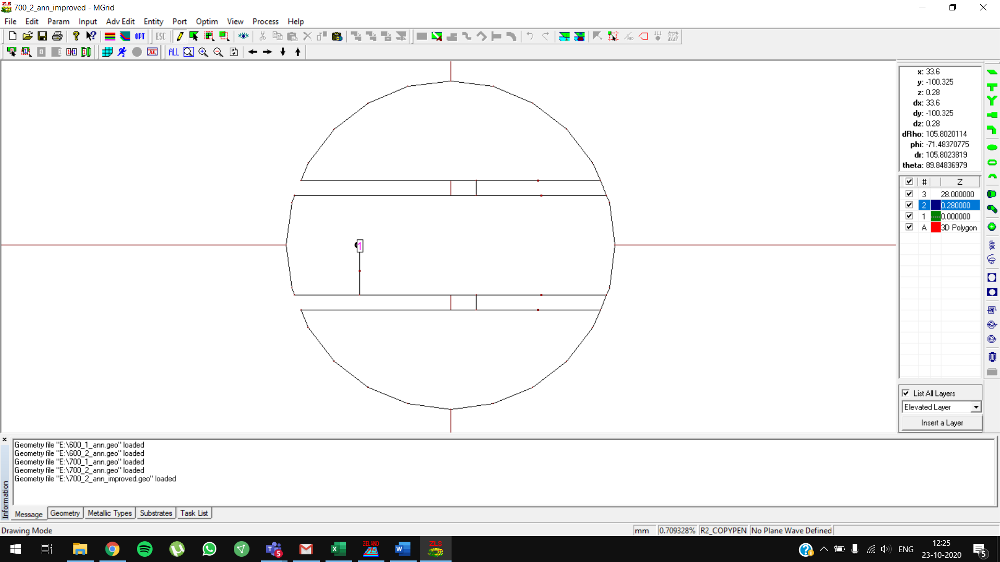 700_2_ann_improved - MGrid
File Edit Param Input Adv Edit Entity Port Optim View Process Help
OPT ESC
ALL
x: 33.6
y: -100.325
z: 0.28
dx: 33.6
dy: -100.325
dz: 0.28
dRho: 105.8020114
phi: -71.48370775
dr: 105.8023819
theta: 89.84836979
# Z
3 28.000000
2 0.280000
1 0.000000
A 3D Polygon
1
List All Layers
Elevated Layer
Insert a Layer
Information
Geometry file "E:\600_1_ann.geo" loaded
Geometry file "E:\600_2_ann.geo" loaded
Geometry file "E:\700_1_ann.geo" loaded
Geometry file "E:\700_2_ann.geo" loaded
Geometry file "E:\700_2_ann_improved.geo" loaded
Message Geometry Metallic Types Substrates Task List
Drawing Mode mm 0.709328% R2_COPYPEN No Plane Wave Defined
5 ZELAND ZLS ENG 12:25
23-10-2020 5